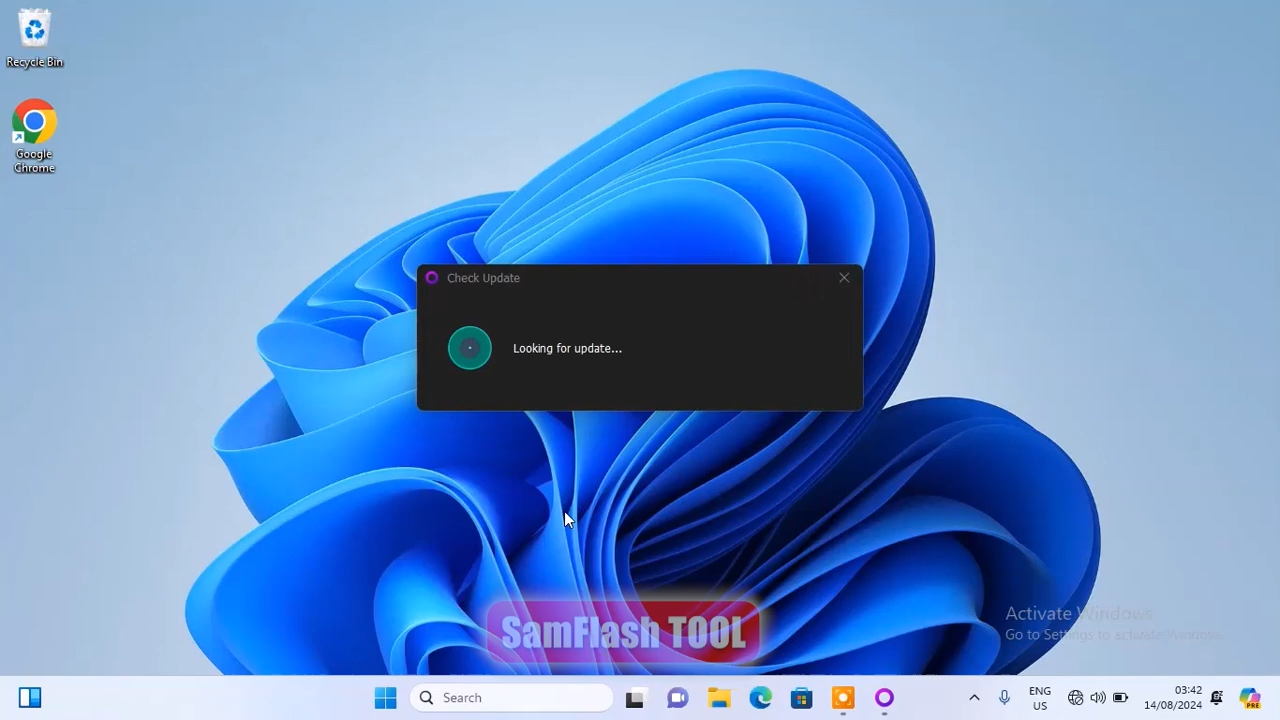 Recycle Bin
Google
Chrome
Check Update
Looking for update...
SamFlash TOOL
Activate Windows
Go to Settings to activate Windows.
Search
ENG
US
03:42
14/08/2024
PRE